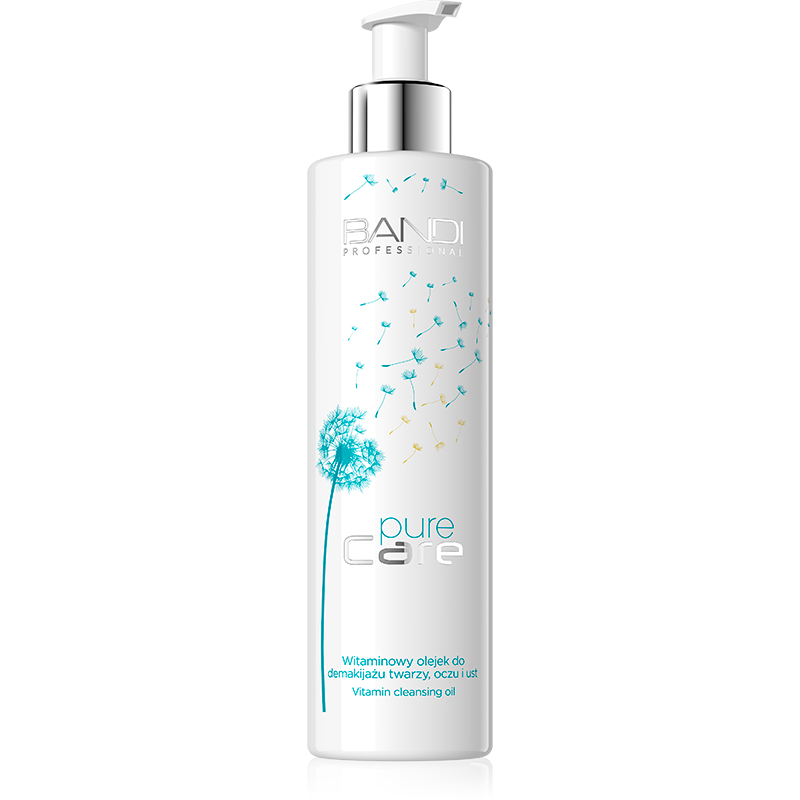 BANDI
PROFESSIONAL
pure
Care
Witaminowy olejek do
demakijażu twarzy, oczu i ust
Vitamin cleansing oil